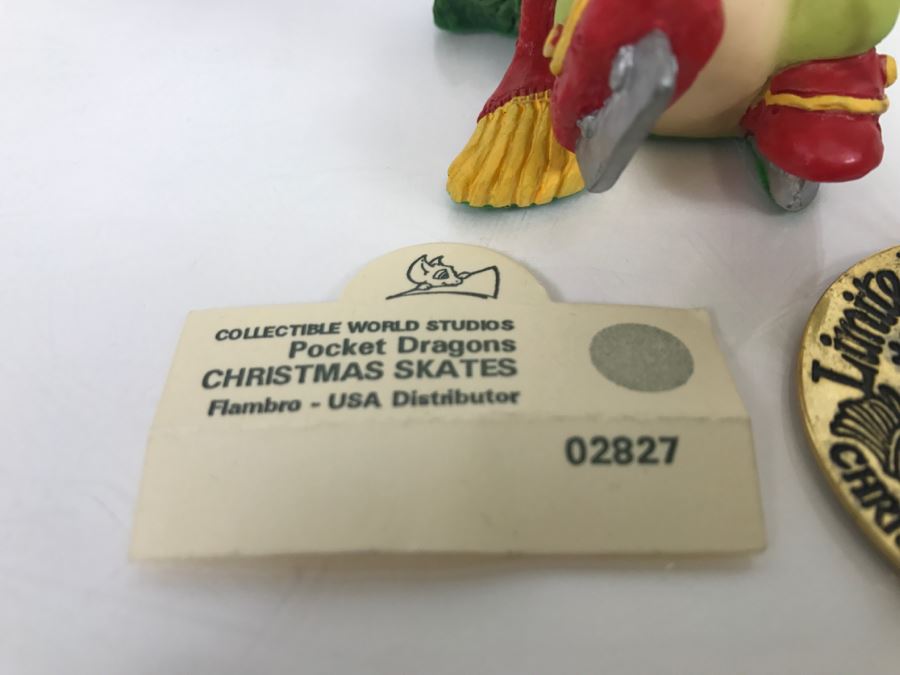 COLLECTIBLE WORLD STUDIOS
Pocket Dragons
CHRISTMAS SKATES
Flambro - USA Distributor
02827